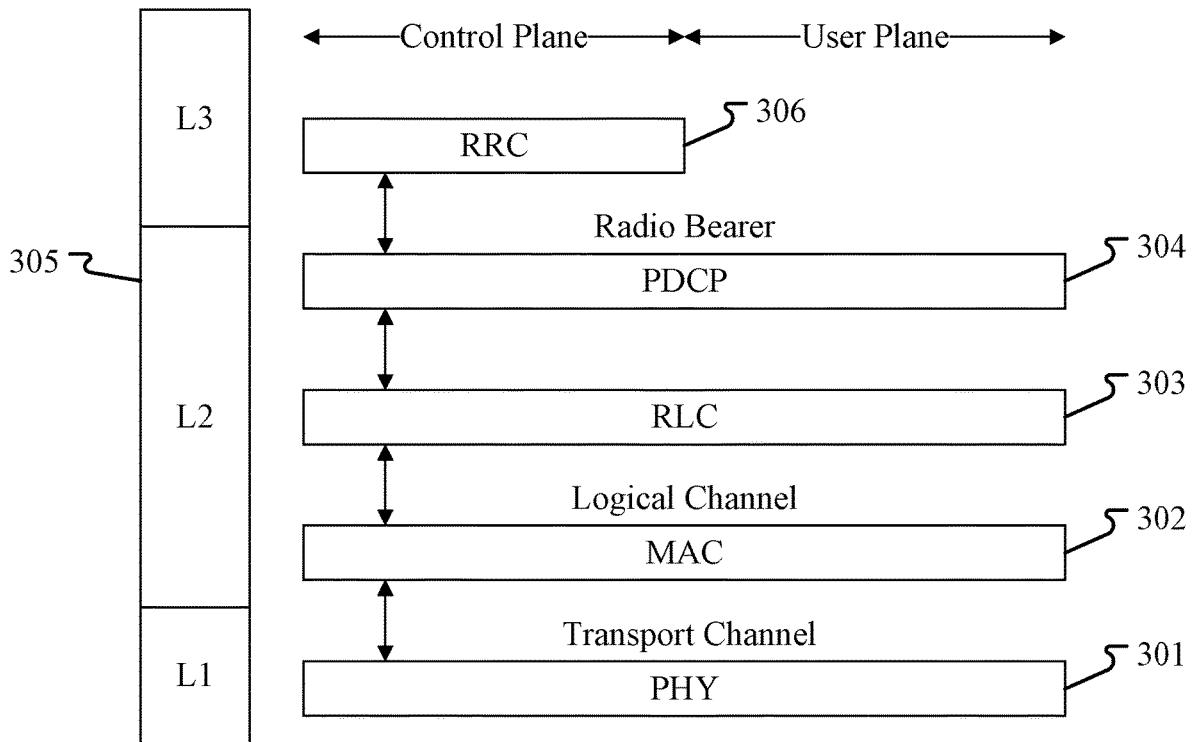 Control Plane
User Plane
L3
306
RRC
Radio Bearer
304
305
PDCP
303
L2
RLC
Logical Channel
302
MAC
Transport Channel
301
L1
PHY